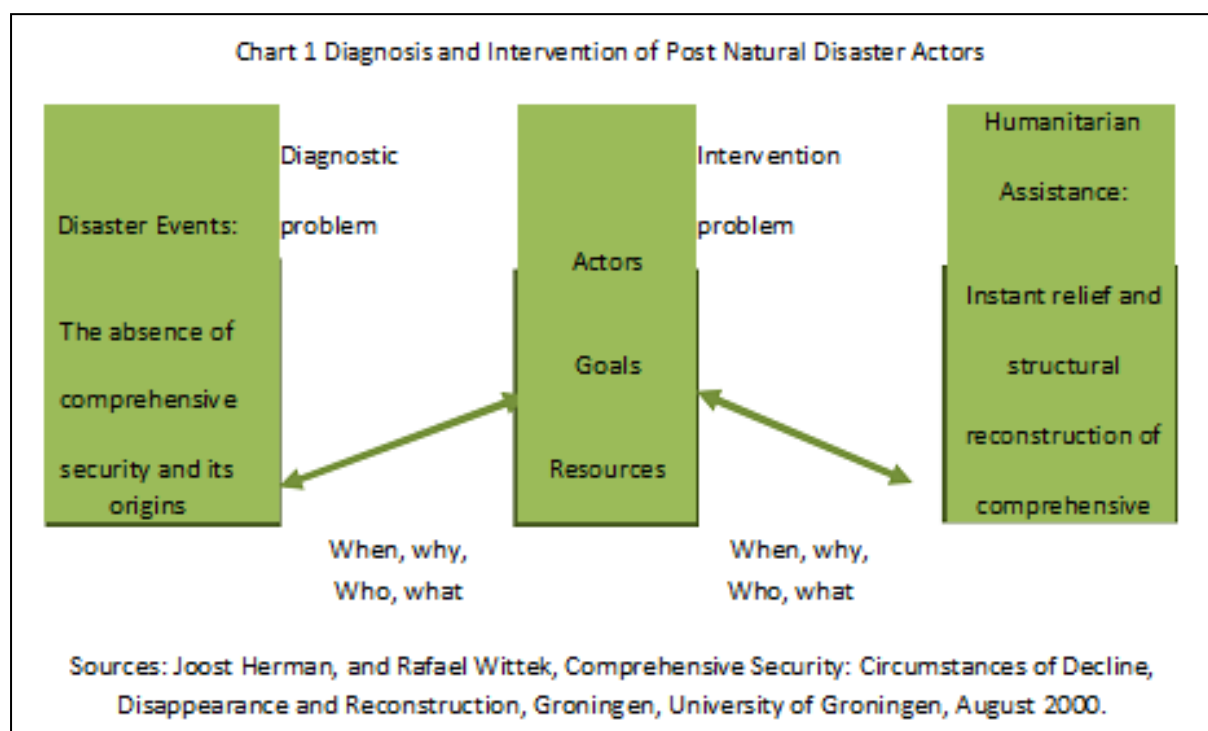 Chart 1 Diagnosis and Intervention of Post Natural Disaster Actors
Disaster Events:
The absence of
comprehensive
security and its
origins
Diagnostic
problem
When, why,
Who, what
Actors
Goals
Resources
Intervention
problem
When, why,
Who, what
Humanitarian
Assistance:
Instant relief and
structural
reconstruction of
comprehensive
Sources: Joost Herman, and Rafael Wittek, Comprehensive Security: Circumstances of Decline,
Disappearance and Reconstruction, Groningen, University of Groningen, August 2000.